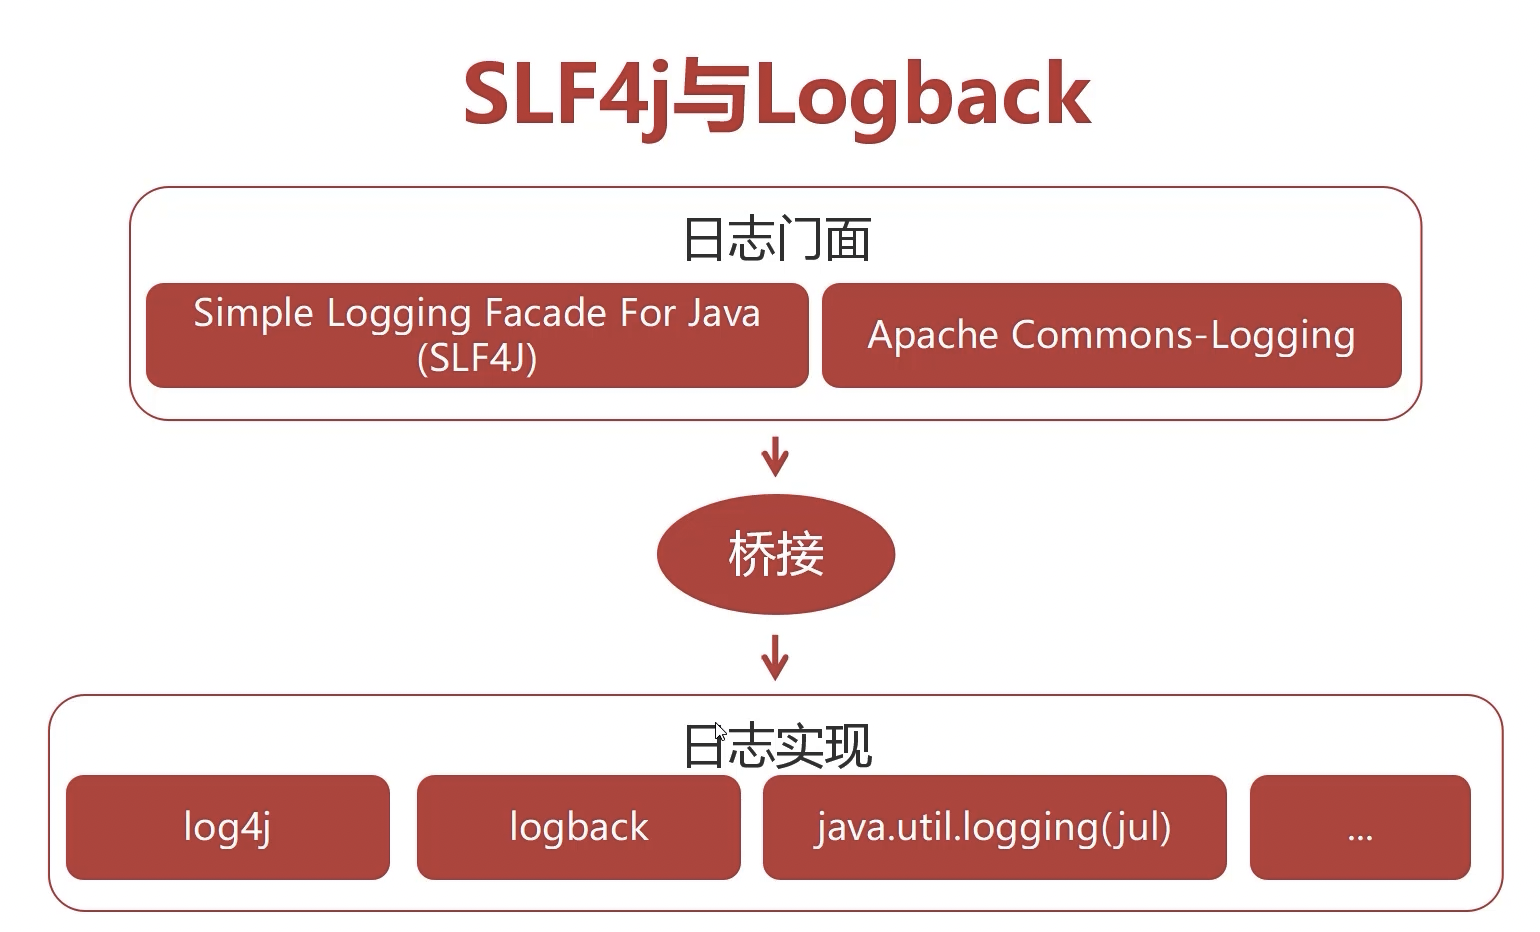 SLF4j与Logback
日志门面
Simple Logging Facade For Java
(SLF4J)
Apache Commons-Logging
桥接
日志实现
log4j
logback
java.util.logging(jul)
...